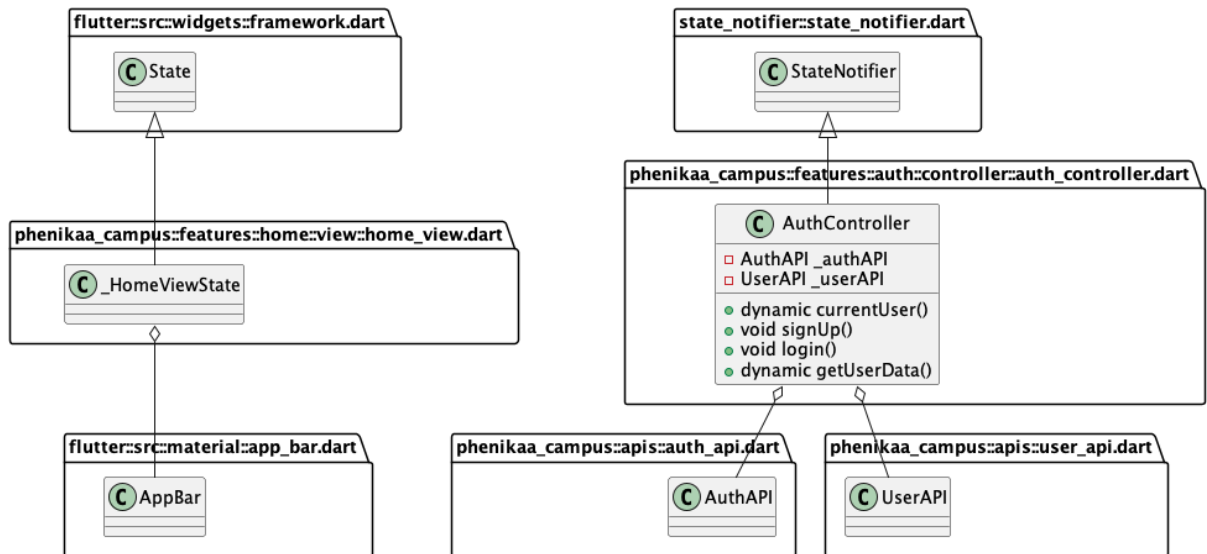 flutter::src::widgets::framework.dart
C State
phenikaa_campus::features::home::view::home_view.dart
C _HomeViewState
flutter::src::material::app_bar.dart
C AppBar
state_notifier::state_notifier.dart
C StateNotifier
phenikaa_campus::features::auth::controller::auth_controller.dart
C AuthController
AuthAPI _authAPI
UserAPI _userAPI
dynamic currentUser()
void signUp()
void login()
dynamic getUserData()
phenikaa_campus::apis::auth_api.dart
C AuthAPI
phenikaa_campus::apis::user_api.dart
C UserAPI